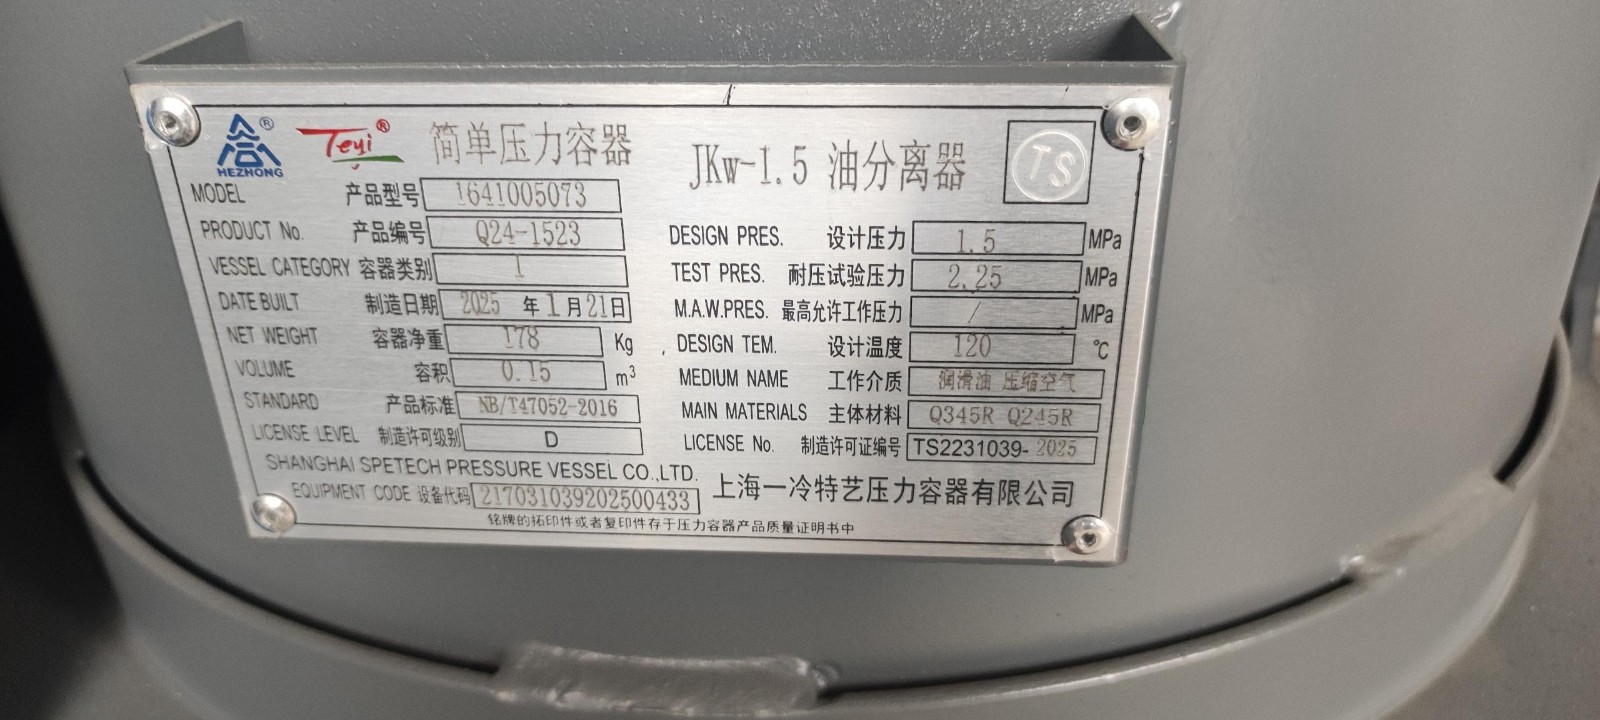 HEZHONG
Teyi
简单压力容器
JKw-1.5 油分离器
TS
MODEL 产品型号 1641005073
PRODUCT No. 产品编号 Q24-1523
VESSEL CATEGORY 容器类别 1
DATE BUILT 制造日期 2025 年 1 月 21 日
NET WEIGHT 容器净重 178 Kg
VOLUME 容积 0.15 m³
STANDARD 产品标准 NB/T47052-2016
LICENSE LEVEL 制造许可级别 D
DESIGN PRES. 设计压力 1.5 MPa
TEST PRES. 耐压试验压力 2.25 MPa
M.A.W.PRES. 最高允许工作压力 / MPa
DESIGN TEM. 设计温度 120 ℃
MEDIUM NAME 工作介质 润滑油 压缩空气
MAIN MATERIALS 主体材料 Q345R Q245R
LICENSE No. 制造许可证编号 TS2231039-2025
SHANGHAI SPETECH PRESSURE VESSEL CO.,LTD.
EQUIPMENT CODE 设备代码 217031039202500433
上海一冷特艺压力容器有限公司
铭牌的拓印件或者复印件存于压力容器产品质量证明书中